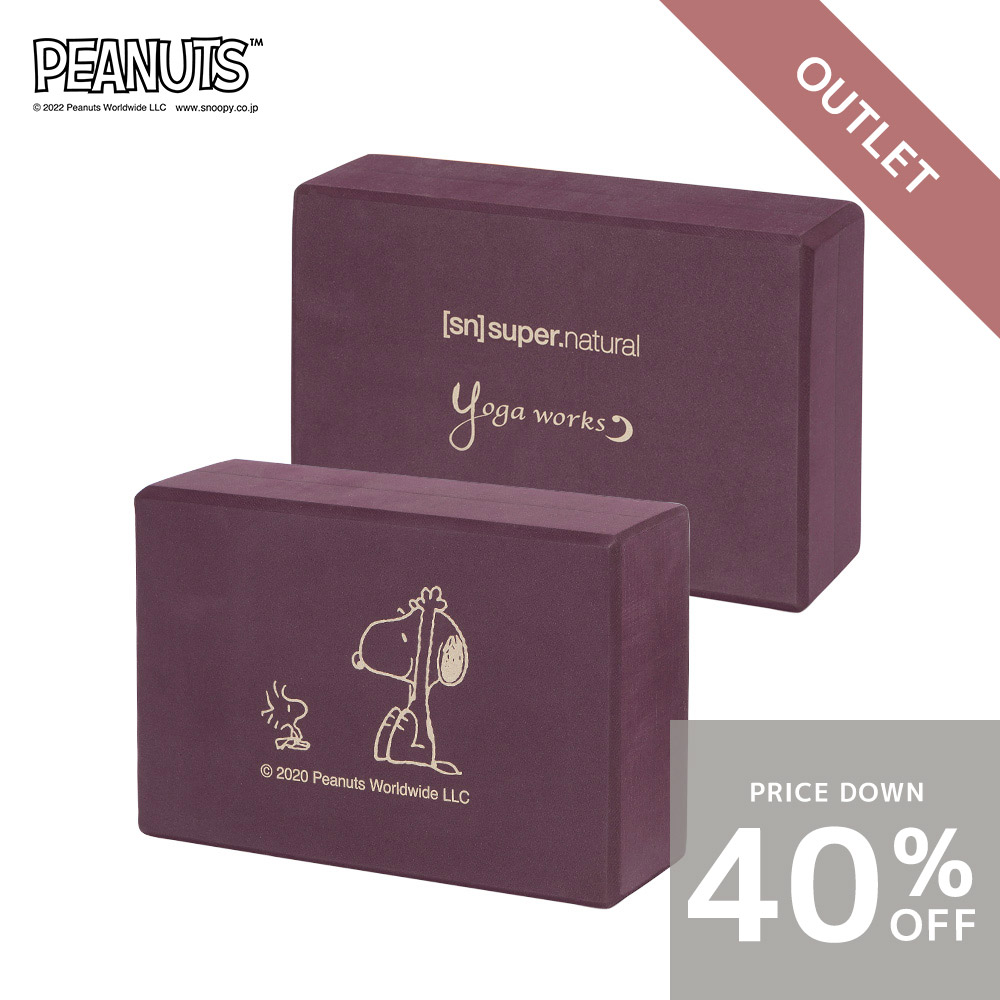 PEANUTS™
© 2022 Peanuts Worldwide LLC www.snoopy.co.jp
OUTLET
[sn]super.natural
Yoga works
© 2020 Peanuts Worldwide LLC
PRICE DOWN
40%
OFF